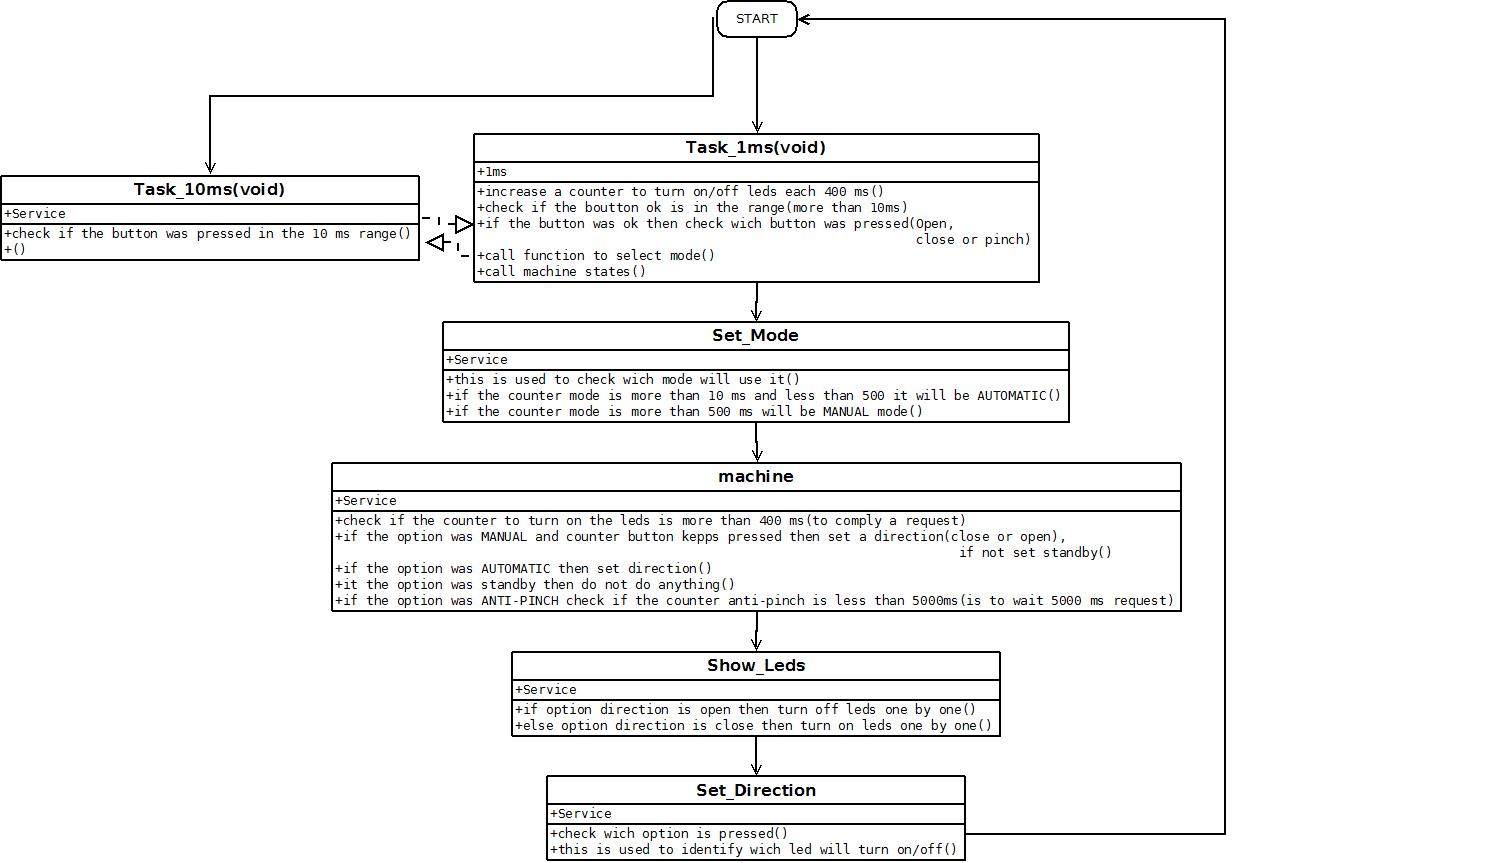 START
Task_1ms(void)
+1ms
+increase a counter to turn on/off leds each 400 ms()
+check if the boutton ok is in the range(more than 10ms)
+if the button was ok then check wich button was pressed(Open,
close or pinch)
+call function to select mode()
+call machine states()
Task_10ms(void)
+Service
+check if the button was pressed in the 10 ms range()
+()
Set_Mode
+Service
+this is used to check wich mode will use it()
+if the counter mode is more than 10 ms and less than 500 it will be AUTOMATIC()
+if the counter mode is more than 500 ms will be MANUAL mode()
machine
+Service
+check if the counter to turn on the leds is more than 400 ms(to comply a request)
+if the option was MANUAL and counter button kepps pressed then set a direction(close or open),
if not set standby()
+if the option was AUTOMATIC then set direction()
+it the option was standby then do not do anything()
+if the option was ANTI-PINCH check if the counter anti-pinch is less than 5000ms(is to wait 5000 ms request)
Show_Leds
+Service
+if option direction is open then turn off leds one by one()
+else option direction is close then turn on leds one by one()
Set_Direction
+Service
+check wich option is pressed()
+this is used to identify wich led will turn on/off()